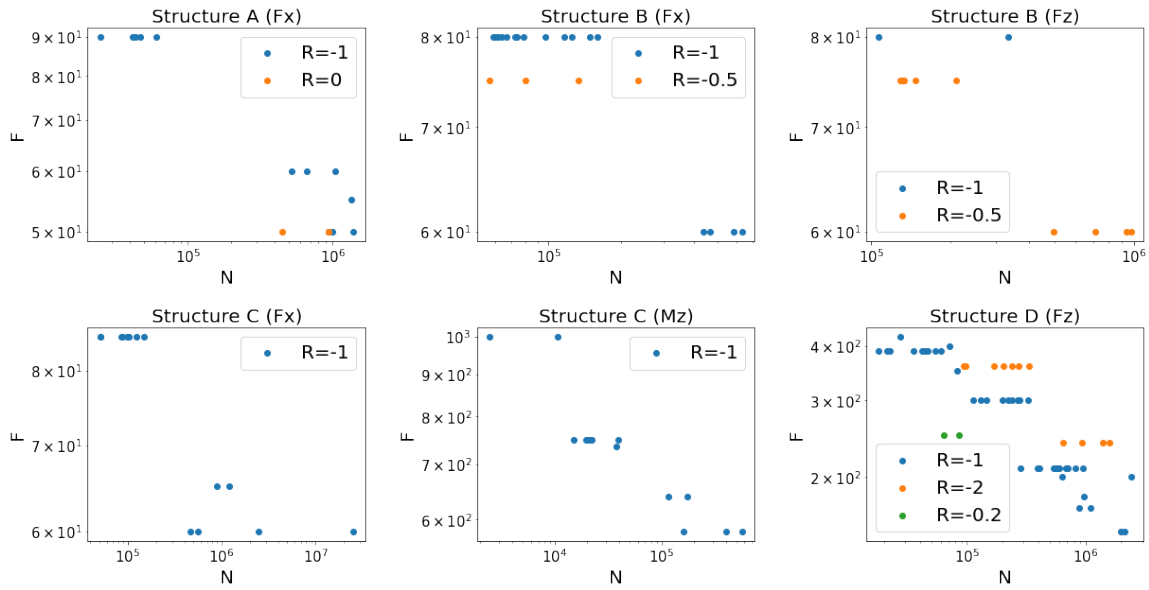 Structure A (Fx)
F
9 × 10¹
8 × 10¹
7 × 10¹
6 × 10¹
5 × 10¹
R=-1
R=0
10⁵
10⁶
N
Structure B (Fx)
F
8 × 10¹
7 × 10¹
6 × 10¹
R=-1
R=-0.5
10⁵
N
Structure B (Fz)
F
8 × 10¹
7 × 10¹
6 × 10¹
R=-1
R=-0.5
10⁵
10⁶
N
Structure C (Fx)
F
8 × 10¹
7 × 10¹
6 × 10¹
R=-1
10⁵
10⁶
10⁷
N
Structure C (Mz)
F
10³
9 × 10²
8 × 10²
7 × 10²
6 × 10²
R=-1
10⁴
10⁵
N
Structure D (Fz)
F
4 × 10²
3 × 10²
2 × 10²
R=-1
R=-2
R=-0.2
10⁵
10⁶
N